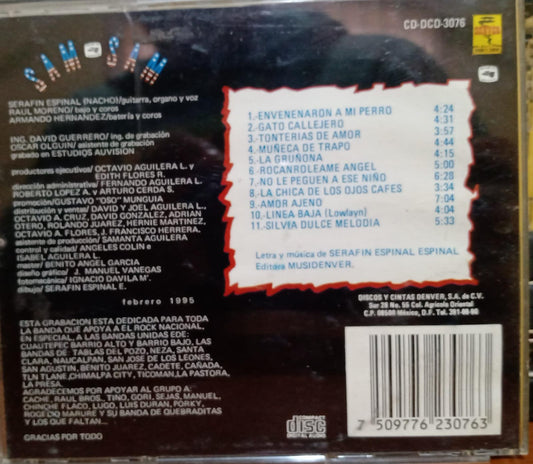 CD-DCD-3076
SAM SAM
SERAFIN ESPINAL (NACHO)/guitarra, organo y voz
RAUL MORENO/bajo y coros
ARMANDO HERNANDEZ/batería y coros
ING. DAVID GUERRERO/ ing. de grabación
OSCAR OLGUIN/ asistente de grabación
grabado en ESTUDIOS AUVISION
productores ejecutivos/ OCTAVIO AGUILERA L. y
EDITH FLORES R.
dirección administrativa/ FERNANDO AGUILERA L.
ROBERTO LOPEZ A. y ARTURO CERDA S.
promoción/GUSTAVO "OSO" MUNGUIA
distribución y ventas/ DAVID Y JOEL AGUILERA L.,
OCTAVIO A. CRUZ, DAVID GONZALEZ, ADRIAN
OTERO, ROLANDO JUAREZ, HERNE MARTINEZ,
OCTAVIO A. FLORES, J. FRANCISCO HERRERA.
asistente de producción/ SAMANTA AGUILERA
control y calidad/ ANGELES COLIN e
ISABEL AGUILERA L.
master/ BENITO ANGEL GARCIA
diseño gráfico/ J. MANUEL VANEGAS
fotomecánica/ IGNACIO DAVILA M.
dibujo/ SERAFIN ESPINAL E.
febrero 1995
ESTA GRABACION ESTA DEDICADA PARA TODA
LA BANDA QUE APOYA A EL ROCK NACIONAL,
EN ESPECIAL, A LAS BANDAS UNIDAS EDE:
CUAUTEPEC BARRIO ALTO Y BARRIO BAJO, LAS
BANDAS DE: TABLAS DEL POZO, NEZA, SANTA
CLARA, NAUCALPAN, SAN JOSE DE LOS LEONES,
SAN AGUSTIN, BENITO JUAREZ, CADETE, CAÑADA,
TLN TLANE, CHIMALPA CITY, TICOMAN, LA PASTORA,
LA PRESA.
AGRADECEMOS POR APOYAR AL GRUPO A:
CACHE, RAUL BROS., TINO, GORI, SEJAS, MANUEL,
CHINCHE FLACO, LUGO, LUIS DURAN, PORKY,
ROGELIO MARURE Y SU BANDA DE QUEBRADITAS
Y LOS QUE FALTAN...
GRACIAS POR TODO
1.-ENVENENARON A MI PERRO 4:24
2.-GATO CALLEJERO 4:31
3.-TONTERIAS DE AMOR 3:57
4.-MUÑECA DE TRAPO 4:44
5.-LA GRUÑONA 4:15
6.-ROCANROLEAME ANGEL 5:00
7.-NO LE PEGUEN A ESE NIÑO 6:28
8.-LA CHICA DE LOS OJOS CAFES 3:34
9.-AMOR AJENO 7:04
10.-LINEA BAJA (Lowlayn) 4:04
11.-SILVIA DULCE MELODIA 5:33
Letra y música de SERAFIN ESPINAL ESPINAL
Editora MUSIDENVER.
DISCOS Y CINTAS DENVER, S.A. de C.V.
Sur 26 No. 55 Col. Agrícola Oriental
C.P. 08500 México, D.F. Tel.
COMPACT
disc
DIGITAL AUDIO
7 509776 230763